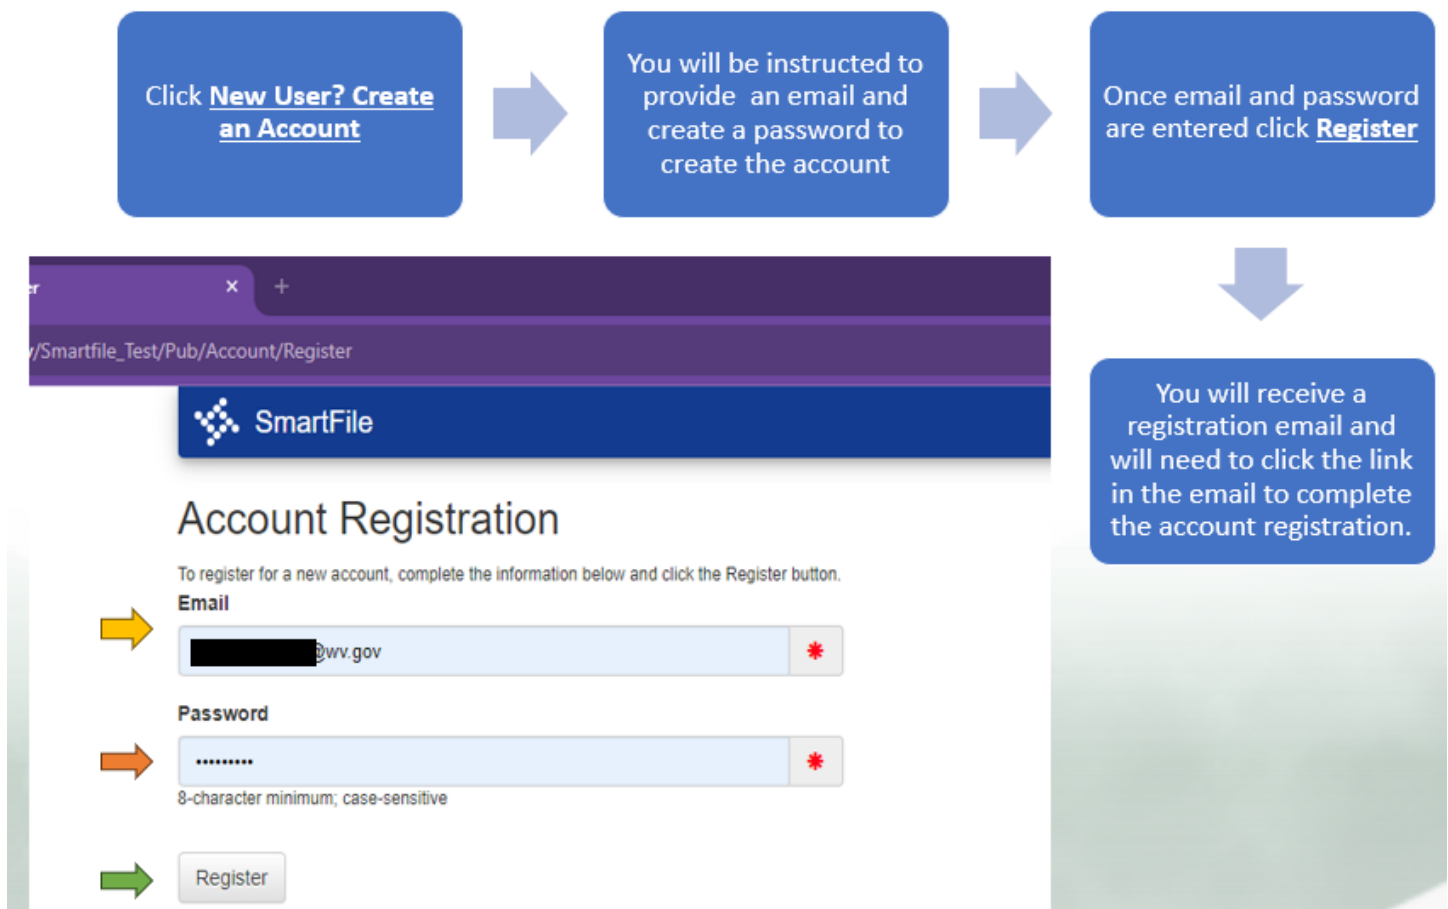 Click New User? Create
an Account
You will be instructed to
provide an email and
create a password to
create the account
Once email and password
are entered click Register
You will receive a
registration email and
will need to click the link
in the email to complete
the account registration.
/Smartfile_Test/Pub/Account/Register
SmartFile
Account Registration
To register for a new account, complete the information below and click the Register button.
Email
@wv.gov
Password
8-character minimum; case-sensitive
Register